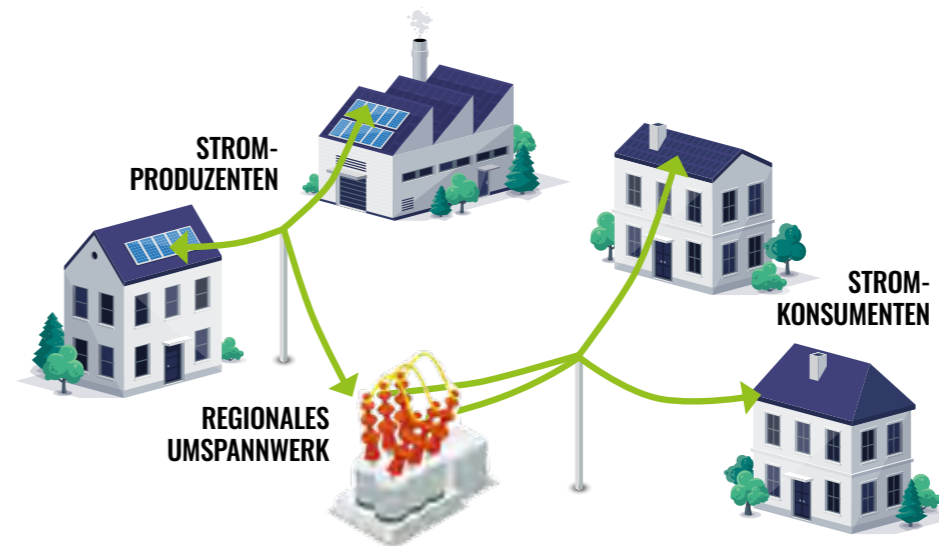 STROM-
PRODUZENTEN
STROM-
KONSUMENTEN
REGIONALES
UMSPANNWERK